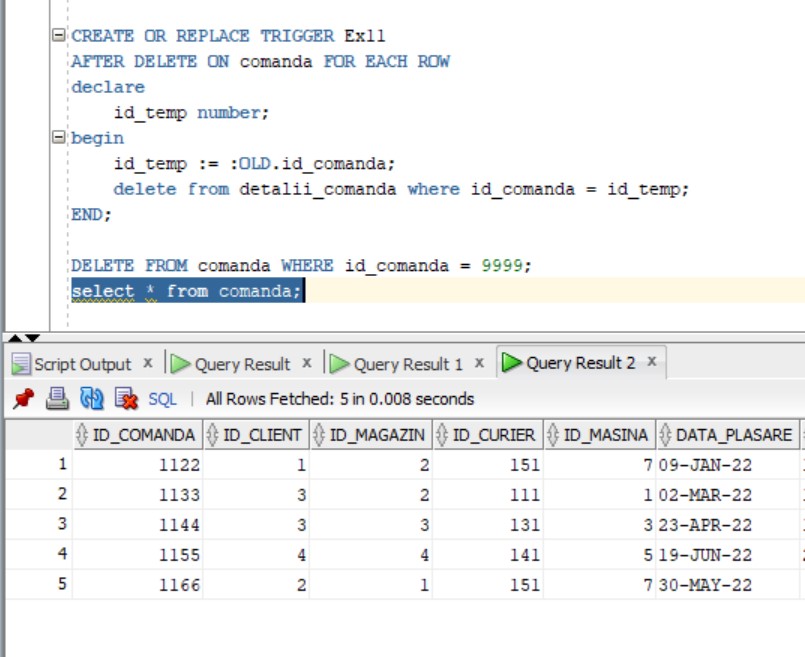 CREATE OR REPLACE TRIGGER Ex11
AFTER DELETE ON comanda FOR EACH ROW
declare
id_temp number;
begin
id_temp := :OLD.id_comanda;
delete from detalii_comanda where id_comanda = id_temp;
END;
DELETE FROM comanda WHERE id_comanda = 9999;
select * from comanda;
Script Output x Query Result x Query Result 1 x Query Result 2 x
SQL | All Rows Fetched: 5 in 0.008 seconds
ID_COMANDA ID_CLIENT ID_MAGAZIN ID_CURIER ID_MASINA DATA_PLASARE
1 1122 1 2 151 7 09-JAN-22
2 1133 3 2 111 1 02-MAR-22
3 1144 3 3 131 3 23-APR-22
4 1155 4 4 141 5 19-JUN-22
5 1166 2 1 151 7 30-MAY-22